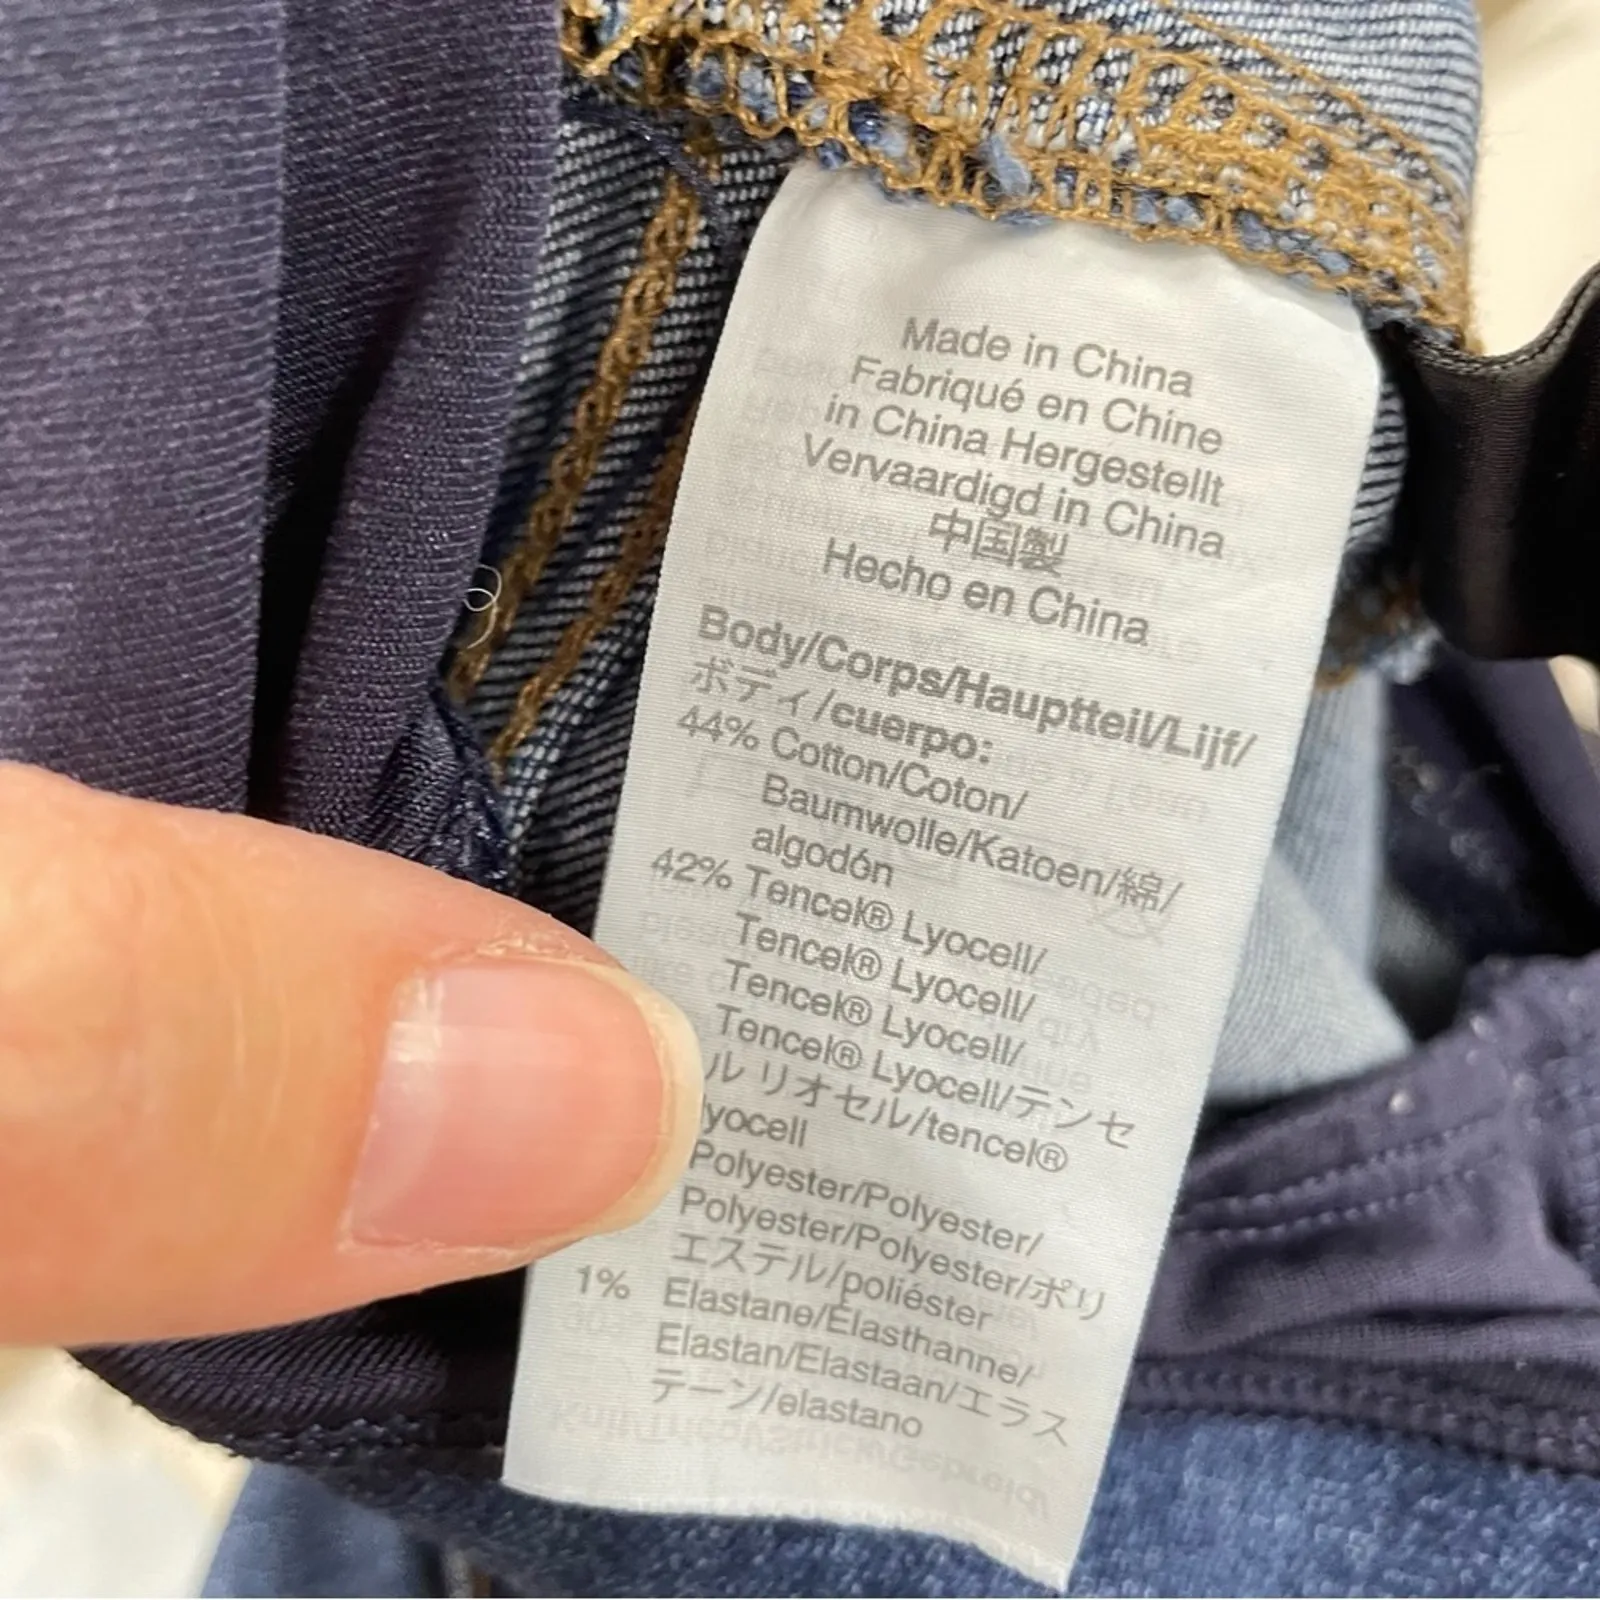 Made in China
Fabriqué en Chine
in China Hergestellt
Vervaardigd in China
中国製
Hecho en China
Body/Corps/Hauptteil/Lijf/
ボディ/cuerpo:
44% Cotton/Coton/
Baumwolle/Katoen/綿/
algodón
42% Tencel® Lyocell/
Tencel® Lyocell/
Tencel® Lyocell/
Tencel® Lyocell/テンセ
ル リオセル/tencel®
lyocell
Polyester/Polyester/
Polyester/Polyester/ポリ
エステル/poliéster
1% Elastane/Élasthanne/
Elastan/Elastaan/エラス
テーン/elastano